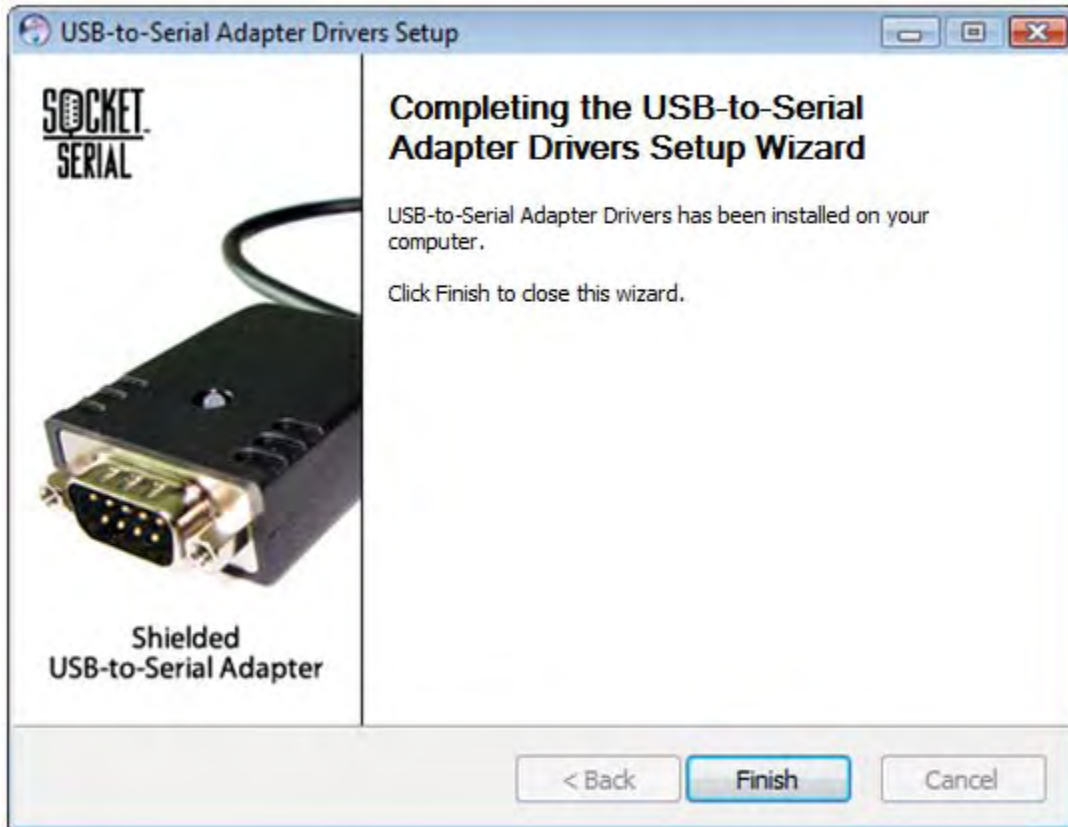 USB-to-Serial Adapter Drivers Setup
SOCKET
SERIAL
Completing the USB-to-Serial
Adapter Drivers Setup Wizard
USB-to-Serial Adapter Drivers has been installed on your
computer.
Click Finish to close this wizard.
Shielded
USB-to-Serial Adapter
< Back
Finish
Cancel